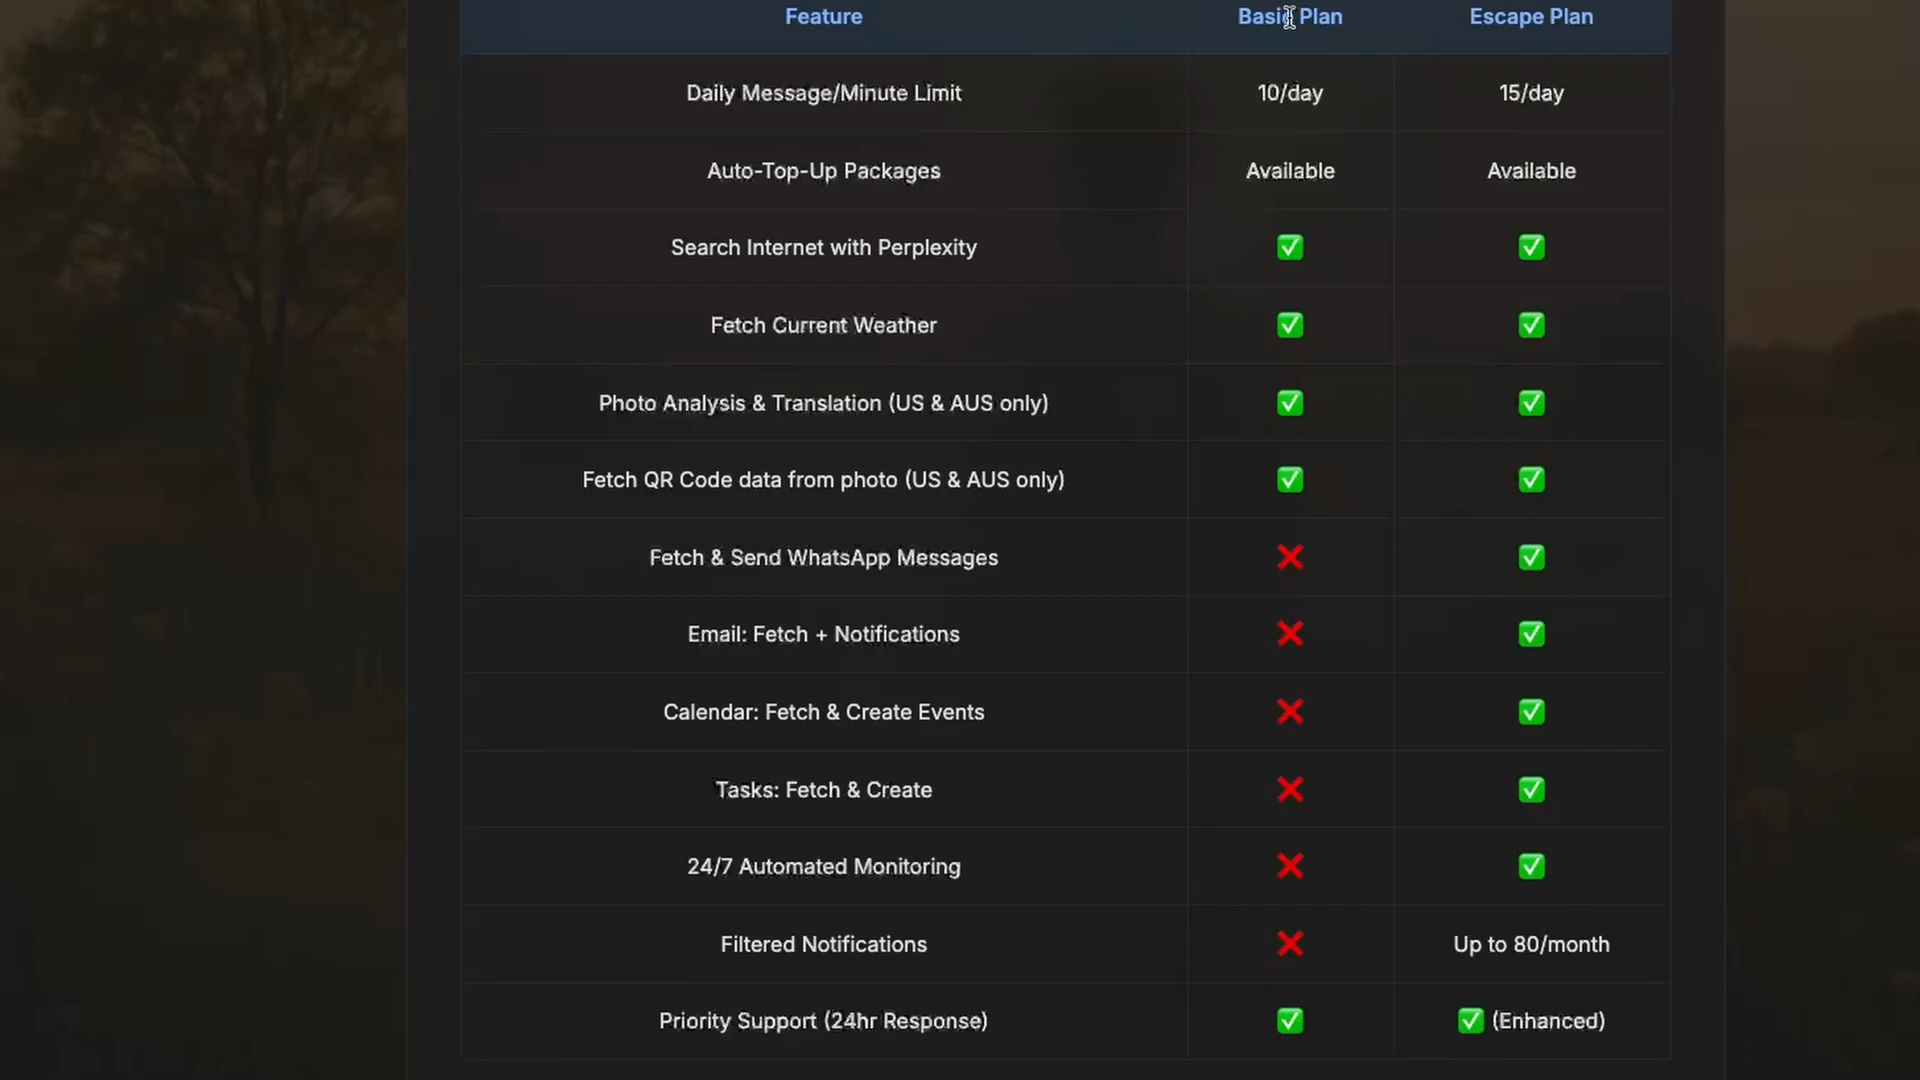 Feature Basic Plan Escape Plan
Daily Message/Minute Limit 10/day 15/day
Auto-Top-Up Packages Available Available
Search Internet with Perplexity ✅ ✅
Fetch Current Weather ✅ ✅
Photo Analysis & Translation (US & AUS only) ✅ ✅
Fetch QR Code data from photo (US & AUS only) ✅ ✅
Fetch & Send WhatsApp Messages ❌ ✅
Email: Fetch + Notifications ❌ ✅
Calendar: Fetch & Create Events ❌ ✅
Tasks: Fetch & Create ❌ ✅
24/7 Automated Monitoring ❌ ✅
Filtered Notifications ❌ Up to 80/month
Priority Support (24hr Response) ✅ ✅ (Enhanced)